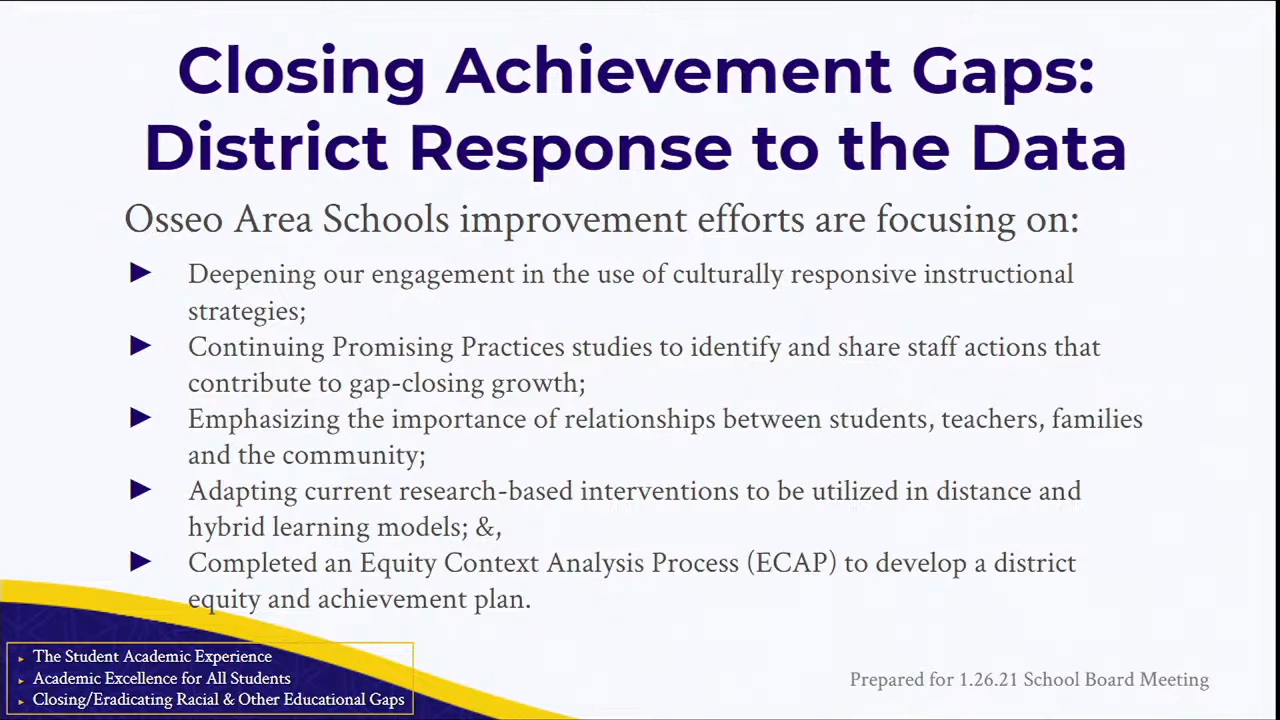 Closing Achievement Gaps:
District Response to the Data
Osseo Area Schools improvement efforts are focusing on:
► Deepening our engagement in the use of culturally responsive instructional
strategies;
► Continuing Promising Practices studies to identify and share staff actions that
contribute to gap-closing growth;
► Emphasizing the importance of relationships between students, teachers, families
and the community;
► Adapting current research-based interventions to be utilized in distance and
hybrid learning models; &,
► Completed an Equity Context Analysis Process (ECAP) to develop a district
equity and achievement plan.
► The Student Academic Experience
► Academic Excellence for All Students
► Closing/Eradicating Racial & Other Educational Gaps
Prepared for 1.26.21 School Board Meeting